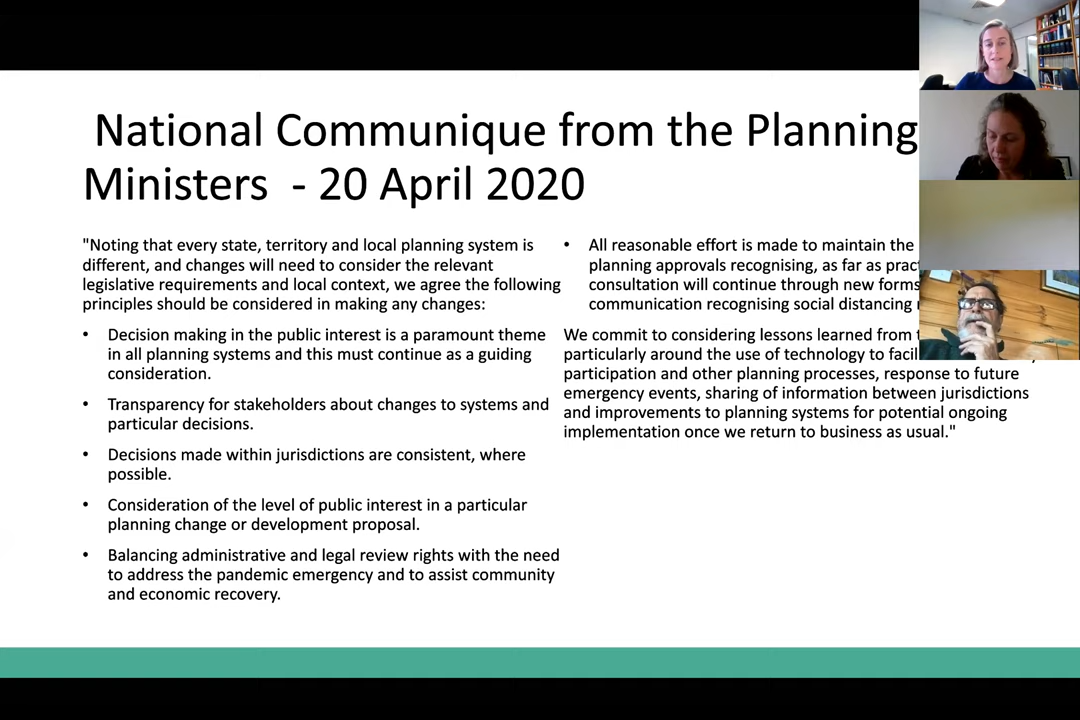 National Communique from the Planning
Ministers - 20 April 2020
"Noting that every state, territory and local planning system is
different, and changes will need to consider the relevant
legislative requirements and local context, we agree the following
principles should be considered in making any changes:
• Decision making in the public interest is a paramount theme
in all planning systems and this must continue as a guiding
consideration.
• Transparency for stakeholders about changes to systems and
particular decisions.
• Decisions made within jurisdictions are consistent, where
possible.
• Consideration of the level of public interest in a particular
planning change or development proposal.
• Balancing administrative and legal review rights with the need
to address the pandemic emergency and to assist community
and economic recovery.
• All reasonable effort is made to maintain the
planning approvals recognising, as far as
consultation will continue through new forms
communication recognising social distancing
We commit to considering lessons learned from
particularly around the use of technology to
participation and other planning processes, response to future
emergency events, sharing of information between jurisdictions
and improvements to planning systems for potential ongoing
implementation once we return to business as usual."